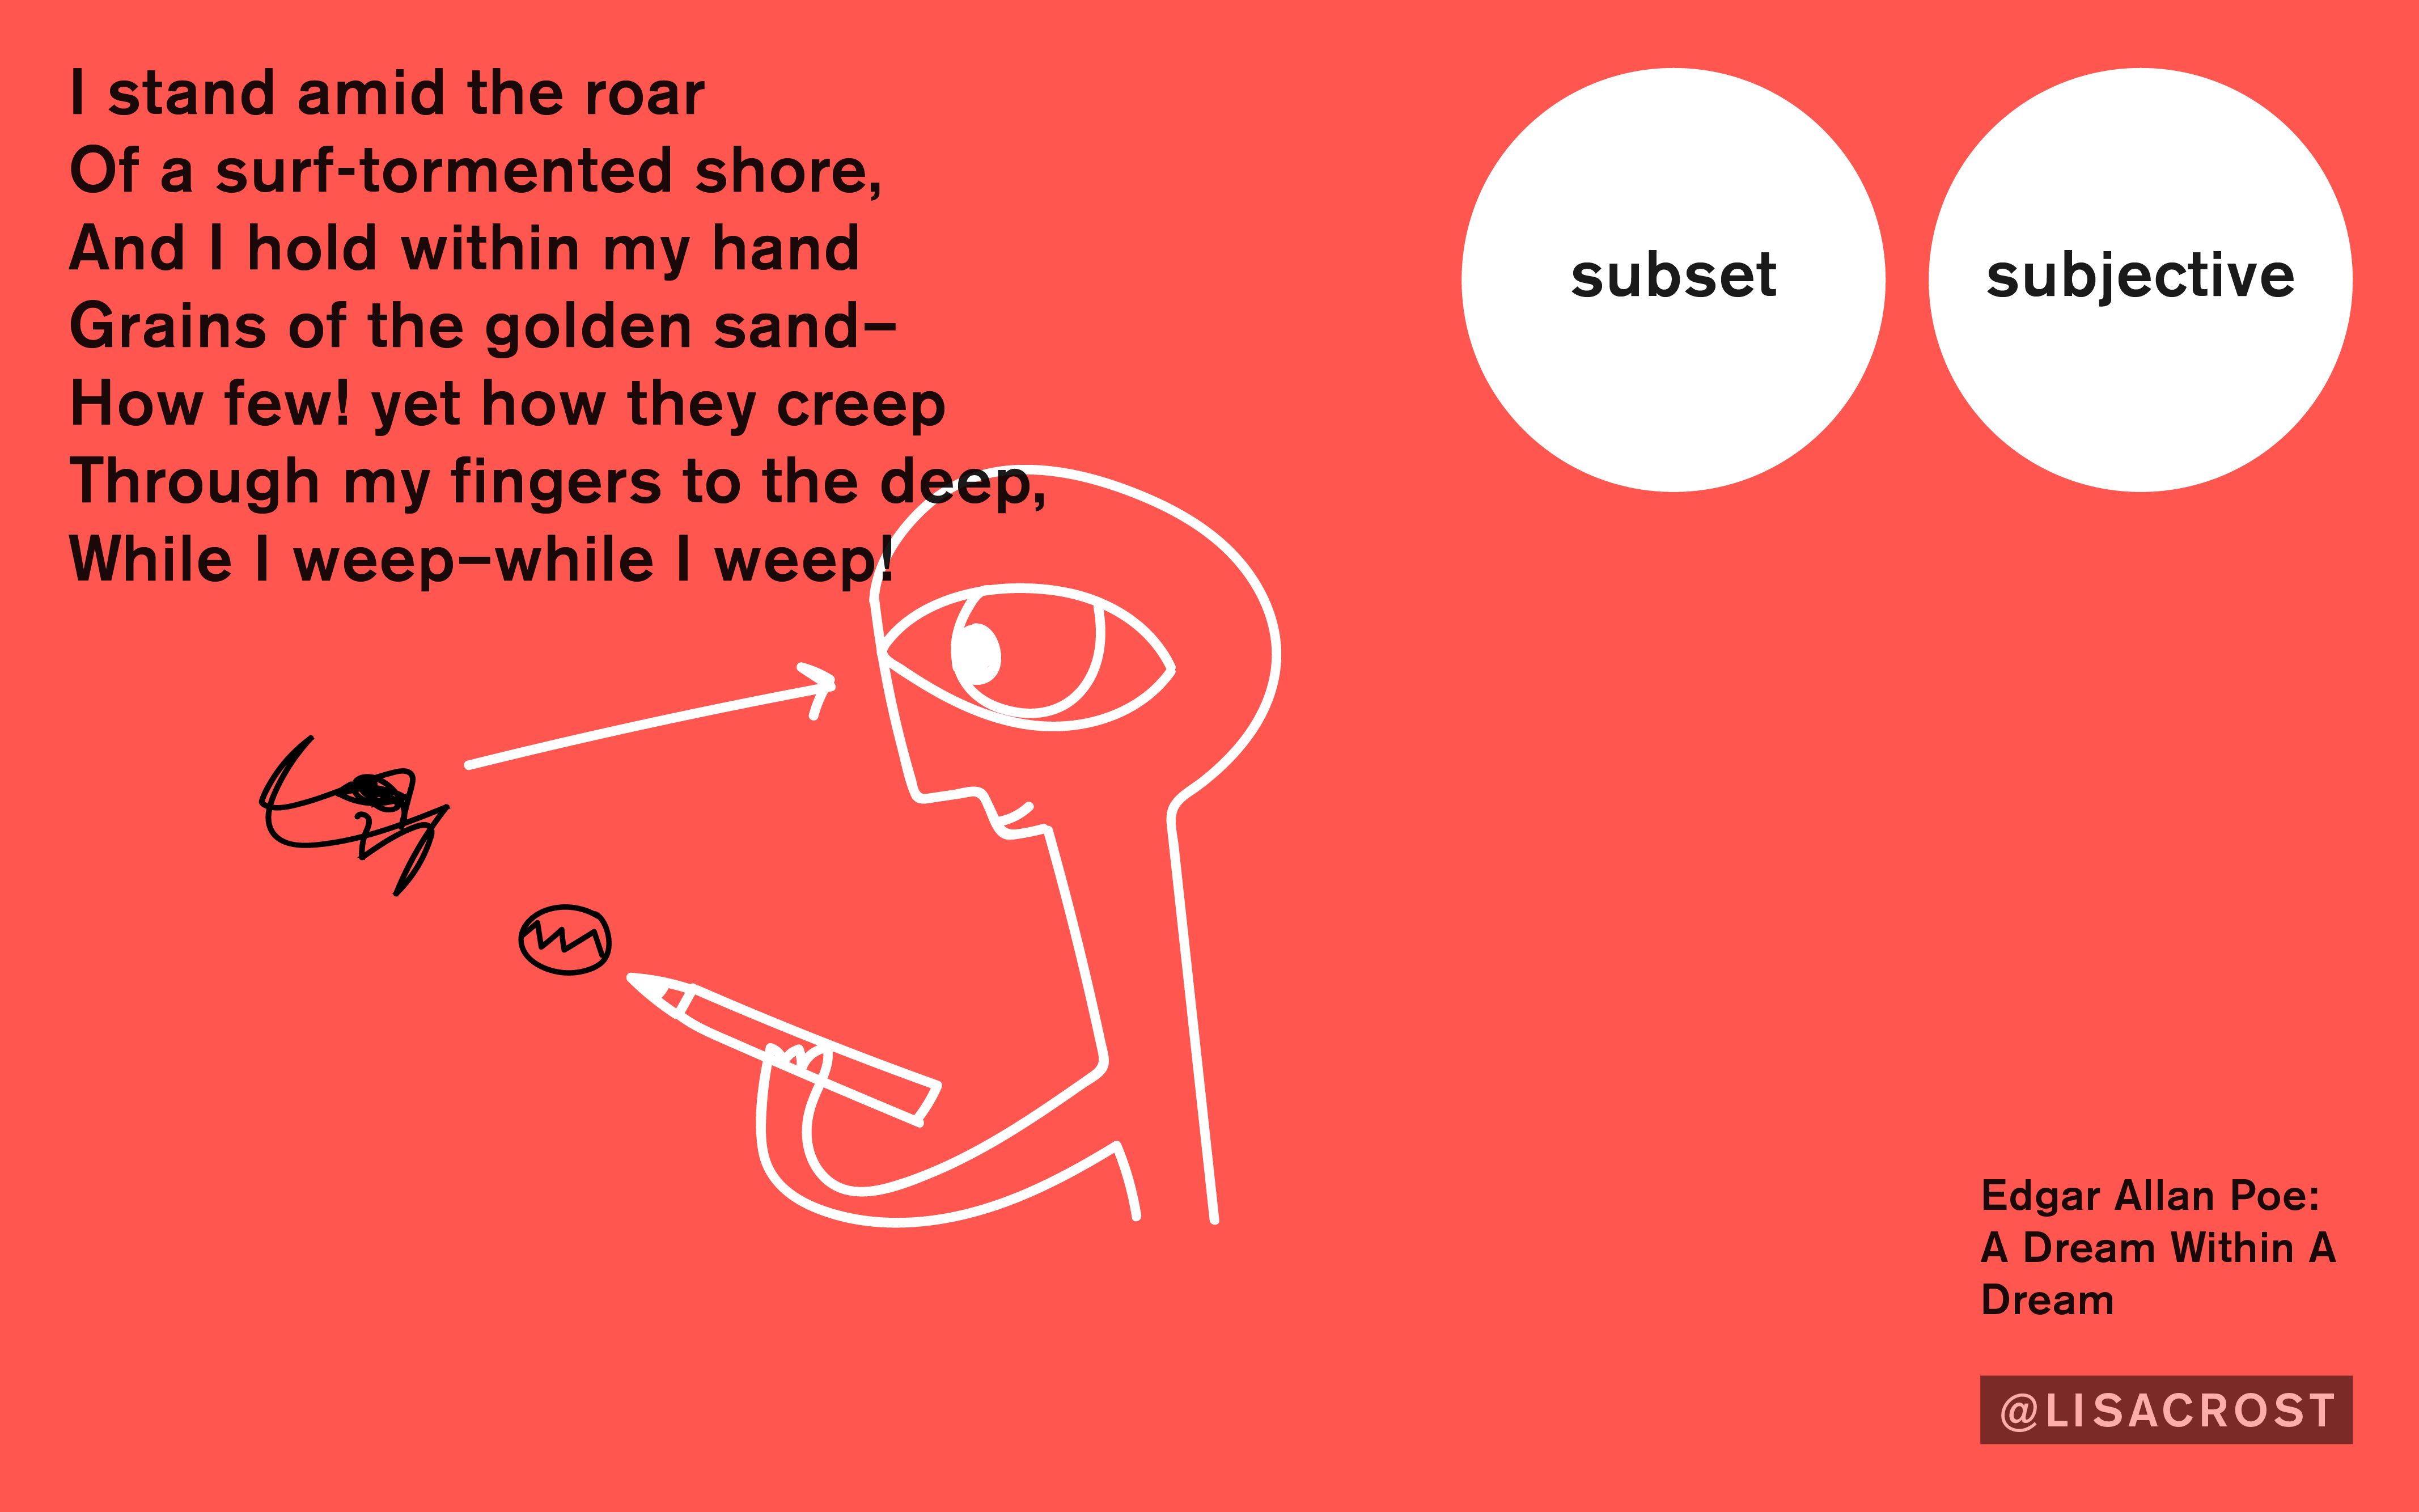 I stand amid the roar
Of a surf-tormented shore,
And I hold within my hand
Grains of the golden sand–
How few! yet how they creep
Through my fingers to the deep,
While I weep–while I weep!
subset
subjective
Edgar Allan Poe:
A Dream Within A
Dream
@LISACROST